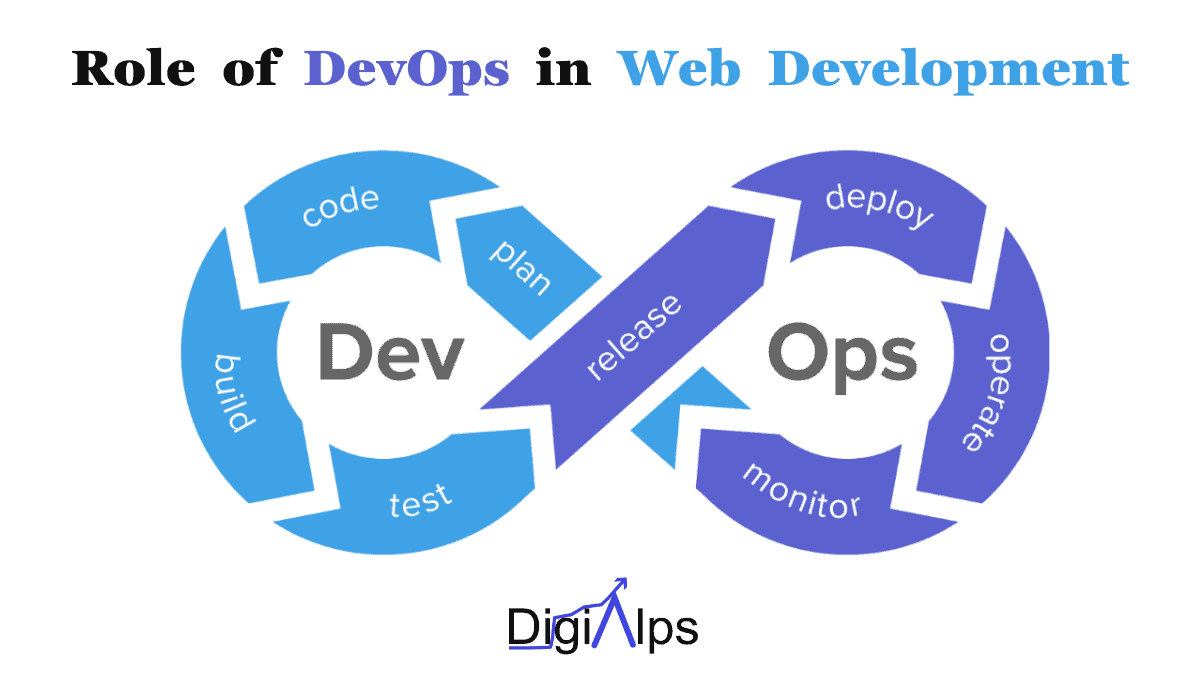 Role of DevOps in Web Development
code
plan
build
Dev
test
release
deploy
Ops
operate
monitor
DigiAlps